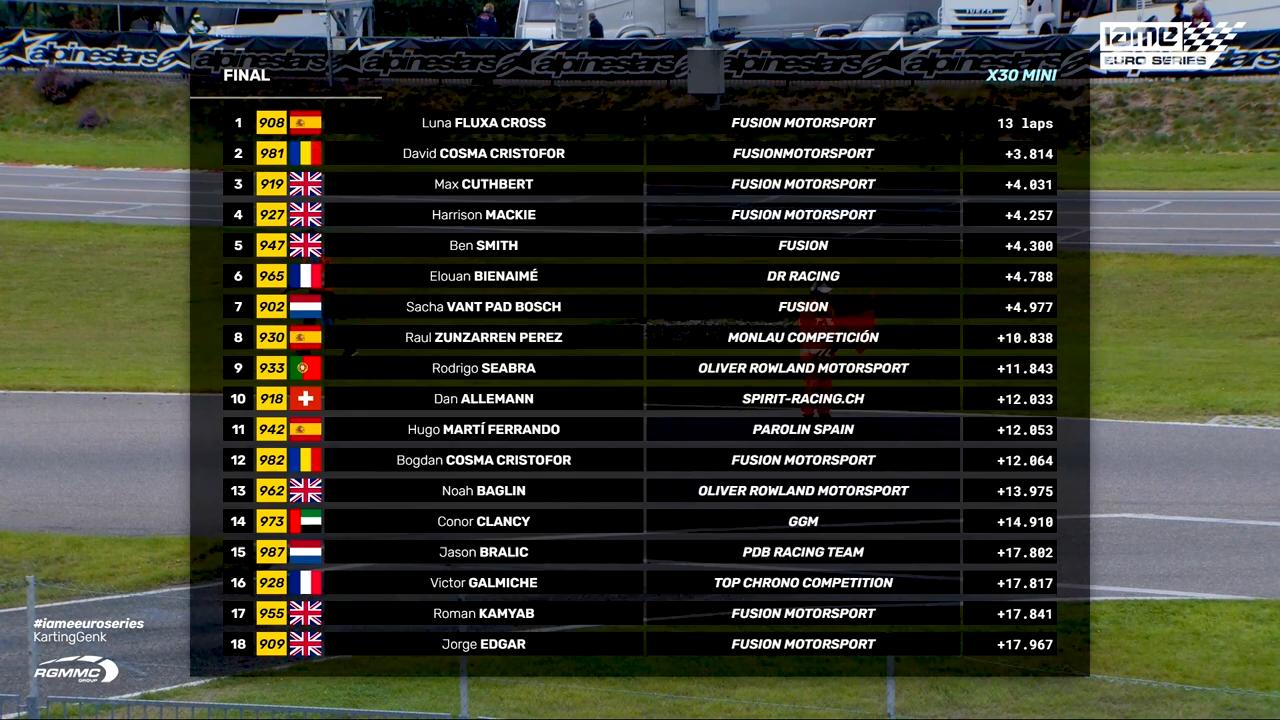 alpinestars alpinestars alpinestars alpinestars alpinestars
IVECO
iame
EURO SERIES
FINAL X30 MINI
1 908 Luna FLUXA CROSS FUSION MOTORSPORT 13 laps
2 981 David COSMA CRISTOFOR FUSIONMOTORSPORT +3.814
3 919 Max CUTHBERT FUSION MOTORSPORT +4.031
4 927 Harrison MACKIE FUSION MOTORSPORT +4.257
5 947 Ben SMITH FUSION +4.300
6 965 Elouan BIENAIMÉ DR RACING +4.788
7 902 Sacha VANT PAD BOSCH FUSION +4.977
8 930 Raul ZUNZARREN PEREZ MONLAU COMPETICIÓN +10.838
9 933 Rodrigo SEABRA OLIVER ROWLAND MOTORSPORT +11.843
10 918 Dan ALLEMANN SPIRIT-RACING.CH +12.033
11 942 Hugo MARTÍ FERRANDO PAROLIN SPAIN +12.053
12 982 Bogdan COSMA CRISTOFOR FUSION MOTORSPORT +12.064
13 962 Noah BAGLIN OLIVER ROWLAND MOTORSPORT +13.975
14 973 Conor CLANCY GGM +14.910
15 987 Jason BRALIC PDB RACING TEAM +17.802
16 928 Victor GALMICHE TOP CHRONO COMPETITION +17.817
17 955 Roman KAMYAB FUSION MOTORSPORT +17.841
18 909 Jorge EDGAR FUSION MOTORSPORT +17.967
#iameeuroseries
KartingGenk
RGMMC
GROUP